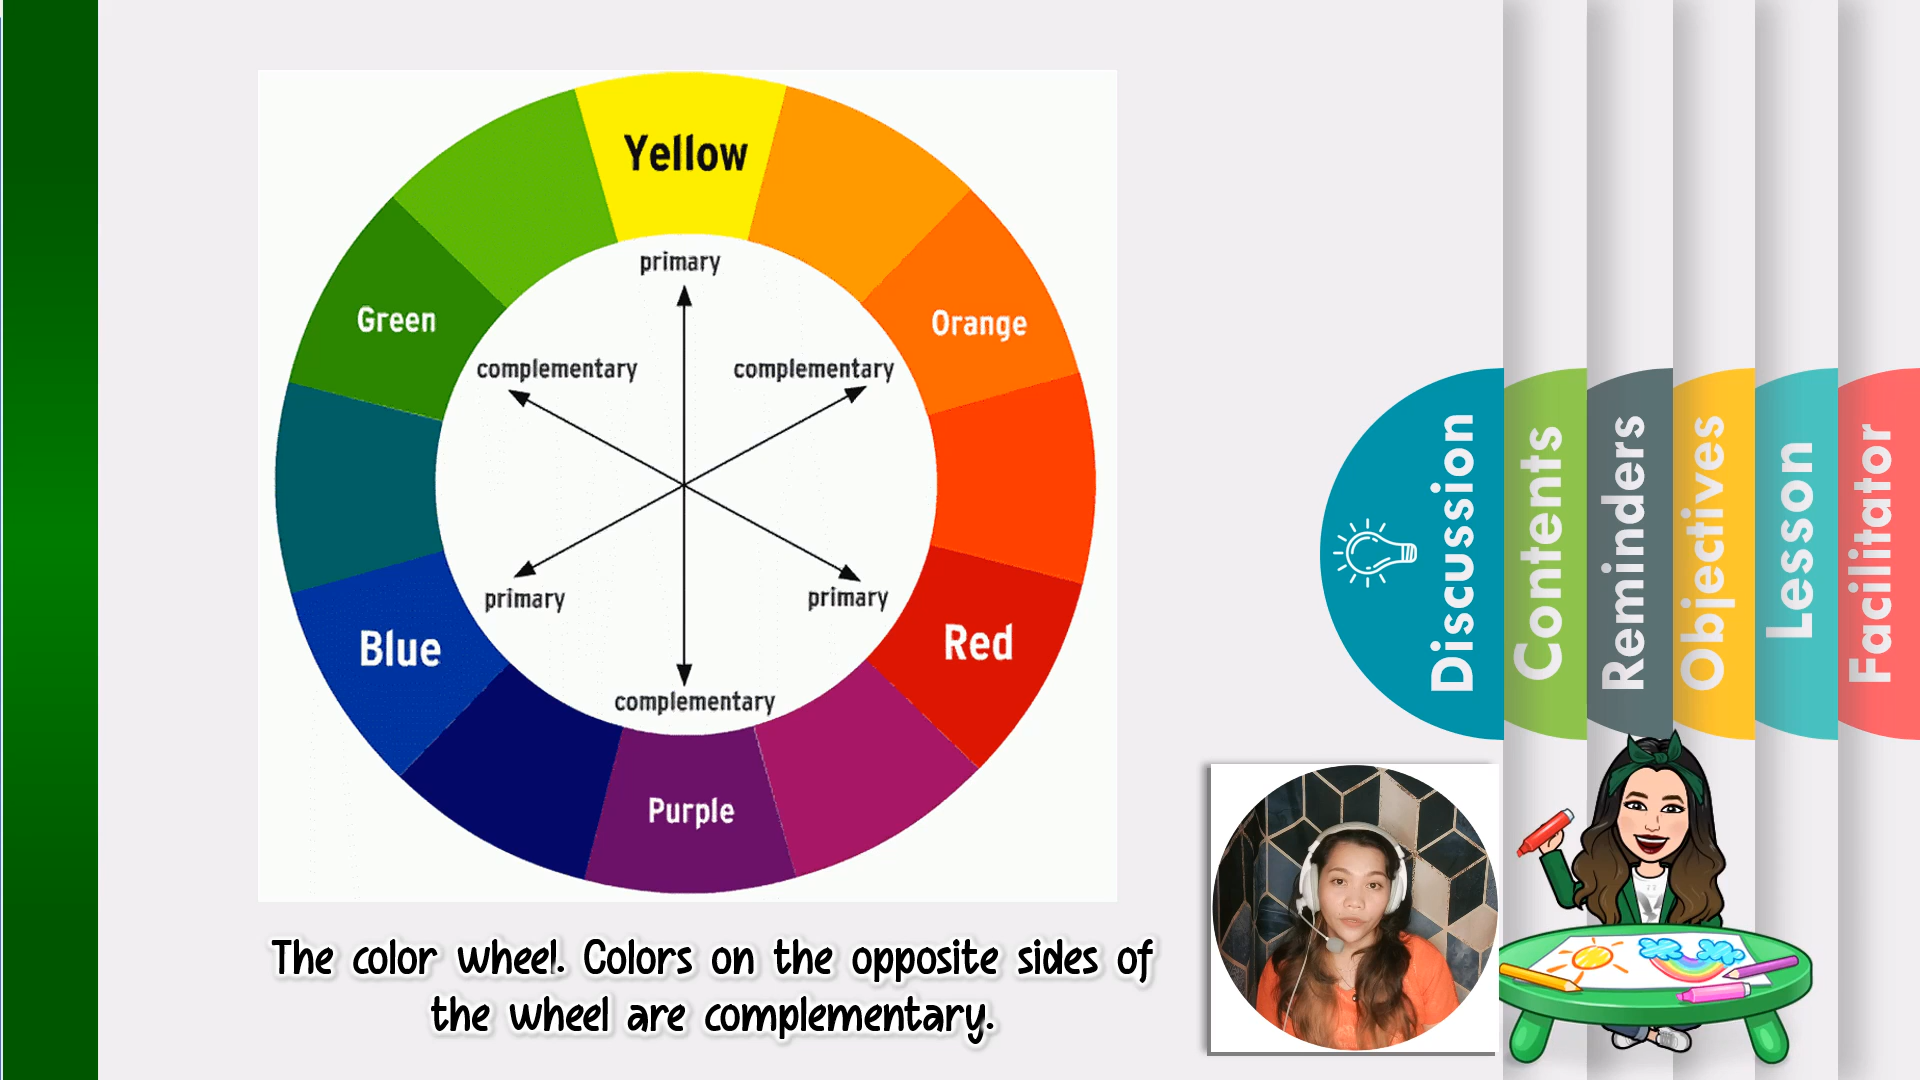 Yellow
primary
Green
Orange
complementary
complementary
primary
primary
Blue
Red
complementary
Purple
The color wheel. Colors on the opposite sides of
the wheel are complementary.
Discussion
Contents
Reminders
Objectives
Lesson
Facilitator